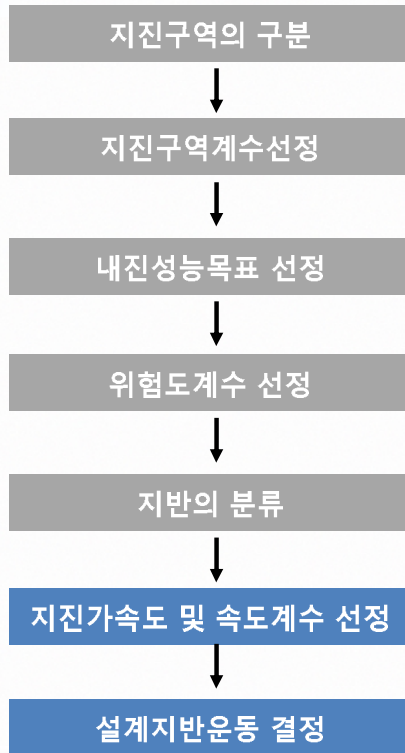 지진구역의 구분
지진구역계수선정
내진성능목표 선정
위험도계수 선정
지반의 분류
지진가속도 및 속도계수 선정
설계지반운동 결정